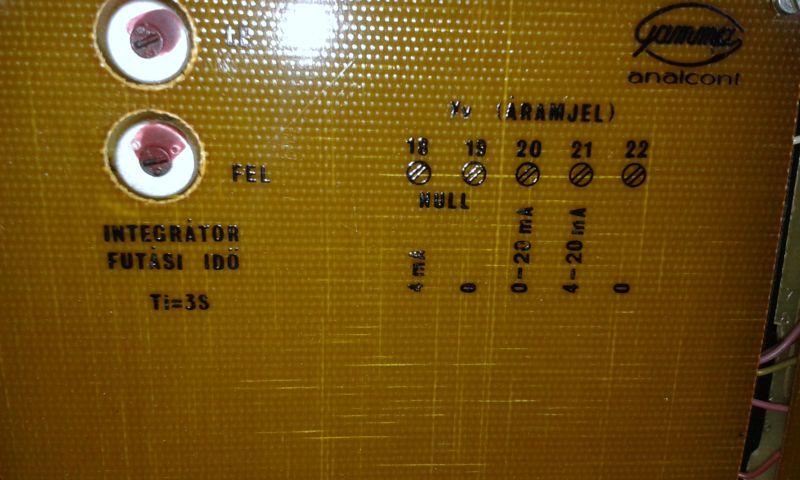 gamma
analcont
LE
Yv (ÁRAMJEL)
18 19 20 21 22
FEL
NULL
4 mA
0
0–20 mA
4–20 mA
0
INTEGRÁTOR
FUTÁSI IDŐ
Ti=3S